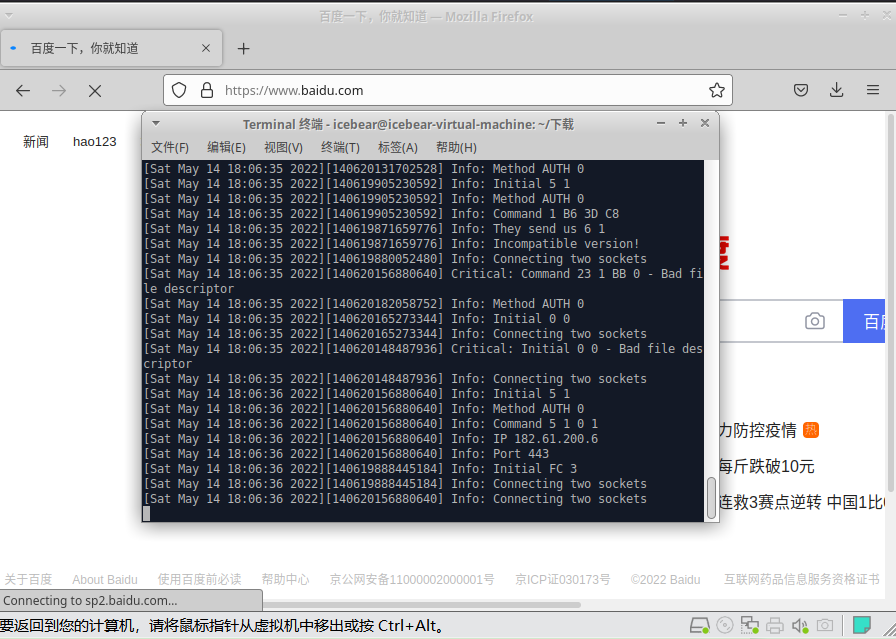 百度一下，你就知道 — Mozilla Firefox
百度一下，你就知道
https://www.baidu.com
新闻 hao123
Terminal 终端 - icebear@icebear-virtual-machine: ~/下载
文件(F) 编辑(E) 视图(V) 终端(T) 标签(A) 帮助(H)
[Sat May 14 18:06:35 2022][140620131702528] Info: Method AUTH 0
[Sat May 14 18:06:35 2022][140619905230592] Info: Initial 5 1
[Sat May 14 18:06:35 2022][140619905230592] Info: Method AUTH 0
[Sat May 14 18:06:35 2022][140619905230592] Info: Command 1 B6 3D C8
[Sat May 14 18:06:35 2022][140619871659776] Info: They send us 6 1
[Sat May 14 18:06:35 2022][140619871659776] Info: Incompatible version!
[Sat May 14 18:06:35 2022][140619880052480] Info: Connecting two sockets
[Sat May 14 18:06:35 2022][140620156880640] Critical: Command 23 1 BB 0 - Bad fi
le descriptor
[Sat May 14 18:06:35 2022][140620182058752] Info: Method AUTH 0
[Sat May 14 18:06:35 2022][140620165273344] Info: Initial 0 0
[Sat May 14 18:06:35 2022][140620165273344] Info: Connecting two sockets
[Sat May 14 18:06:35 2022][140620148487936] Critical: Initial 0 0 - Bad file des
criptor
[Sat May 14 18:06:35 2022][140620148487936] Info: Connecting two sockets
[Sat May 14 18:06:35 2022][140620156880640] Info: Initial 5 1
[Sat May 14 18:06:35 2022][140620156880640] Info: Method AUTH 0
[Sat May 14 18:06:36 2022][140620156880640] Info: Command 5 1 0 1
[Sat May 14 18:06:36 2022][140620156880640] Info: IP 182.61.200.6
[Sat May 14 18:06:36 2022][140620156880640] Info: Port 443
[Sat May 14 18:06:36 2022][140619888445184] Info: Initial FC 3
[Sat May 14 18:06:36 2022][140619888445184] Info: Connecting two sockets
[Sat May 14 18:06:36 2022][140620156880640] Info: Connecting two sockets
百
力防控疫情 热
每斤跌破10元
连救3赛点逆转 中国1比
关于百度 About Baidu 使用百度前必读 帮助中心 京公网安备11000002000001号 京ICP证030173号 ©2022 Baidu 互联网药品信息服务资格证书
Connecting to sp2.baidu.com...
要返回到您的计算机，请将鼠标指针从虚拟机中移出或按 Ctrl+Alt。